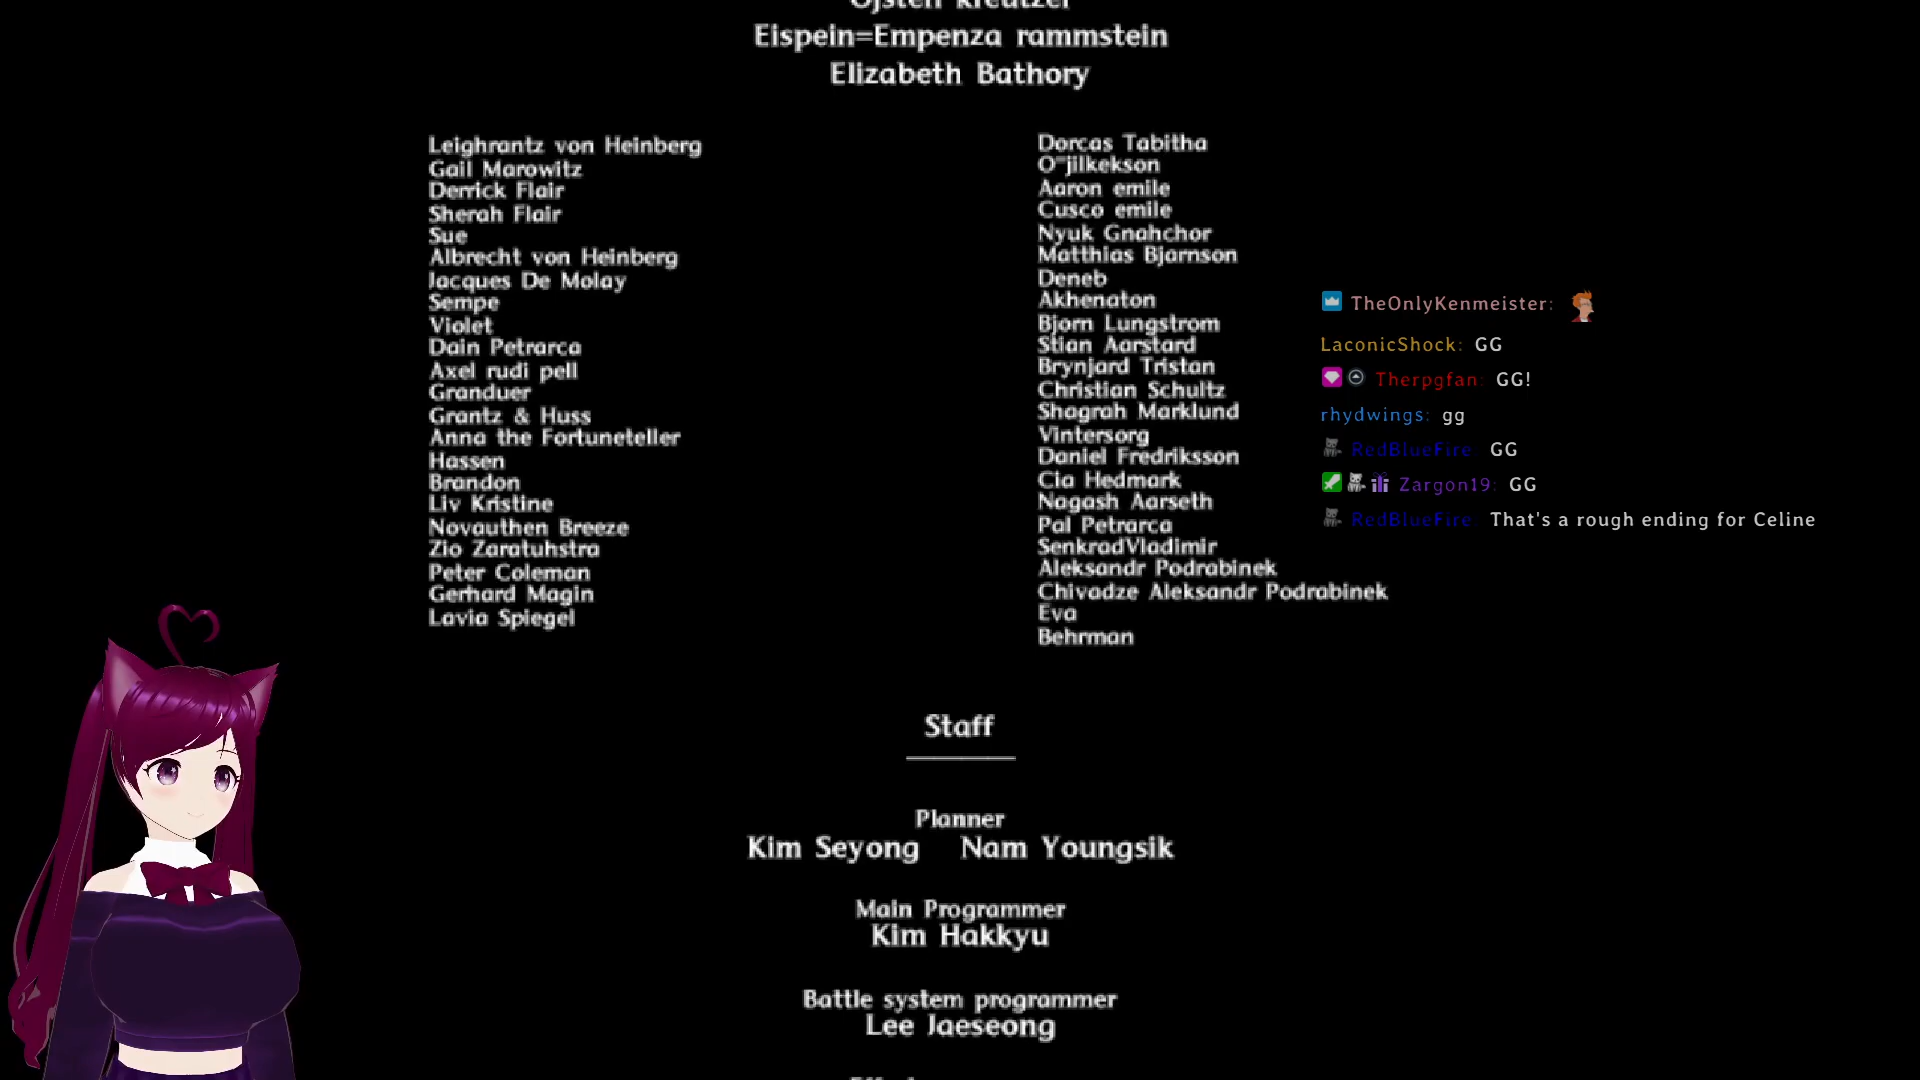 Eispein=Empenza rammstein
Elizabeth Bathory
Leighrantz von Heinberg
Gail Marowitz
Derrick Flair
Sherah Flair
Sue
Albrecht von Heinberg
Jacques De Molay
Sempe
Violet
Dain Petrarca
Axel rudi pell
Granduer
Grantz & Huss
Anna the Fortuneteller
Hassen
Brandon
Liv Kristine
Novauthen Breeze
Zio Zaratuhstra
Peter Coleman
Gerhard Magin
Lavia Spiegel
Dorcas Tabitha
O"jilkekson
Aaron emile
Cusco emile
Nyuk Gnahchor
Matthias Bjarnson
Deneb
Akhenaton
Bjorn Lungstrom
Stian Aarstard
Brynjard Tristan
Christian Schultz
Shagrah Marklund
Vintersorg
Daniel Fredriksson
Cia Hedmark
Nagash Aarseth
Pal Petrarca
SenkradVladimir
Aleksandr Podrabinek
Chivadze Aleksandr Podrabinek
Eva
Behrman
TheOnlyKenmeister:
LaconicShock: GG
Therpgfan: GG!
rhydwings: gg
RedBlueFire: GG
Zargon19: GG
RedBlueFire: That's a rough ending for Celine
Staff
Planner
Kim Seyong Nam Youngsik
Main Programmer
Kim Hakkyu
Battle system programmer
Lee Jaeseong